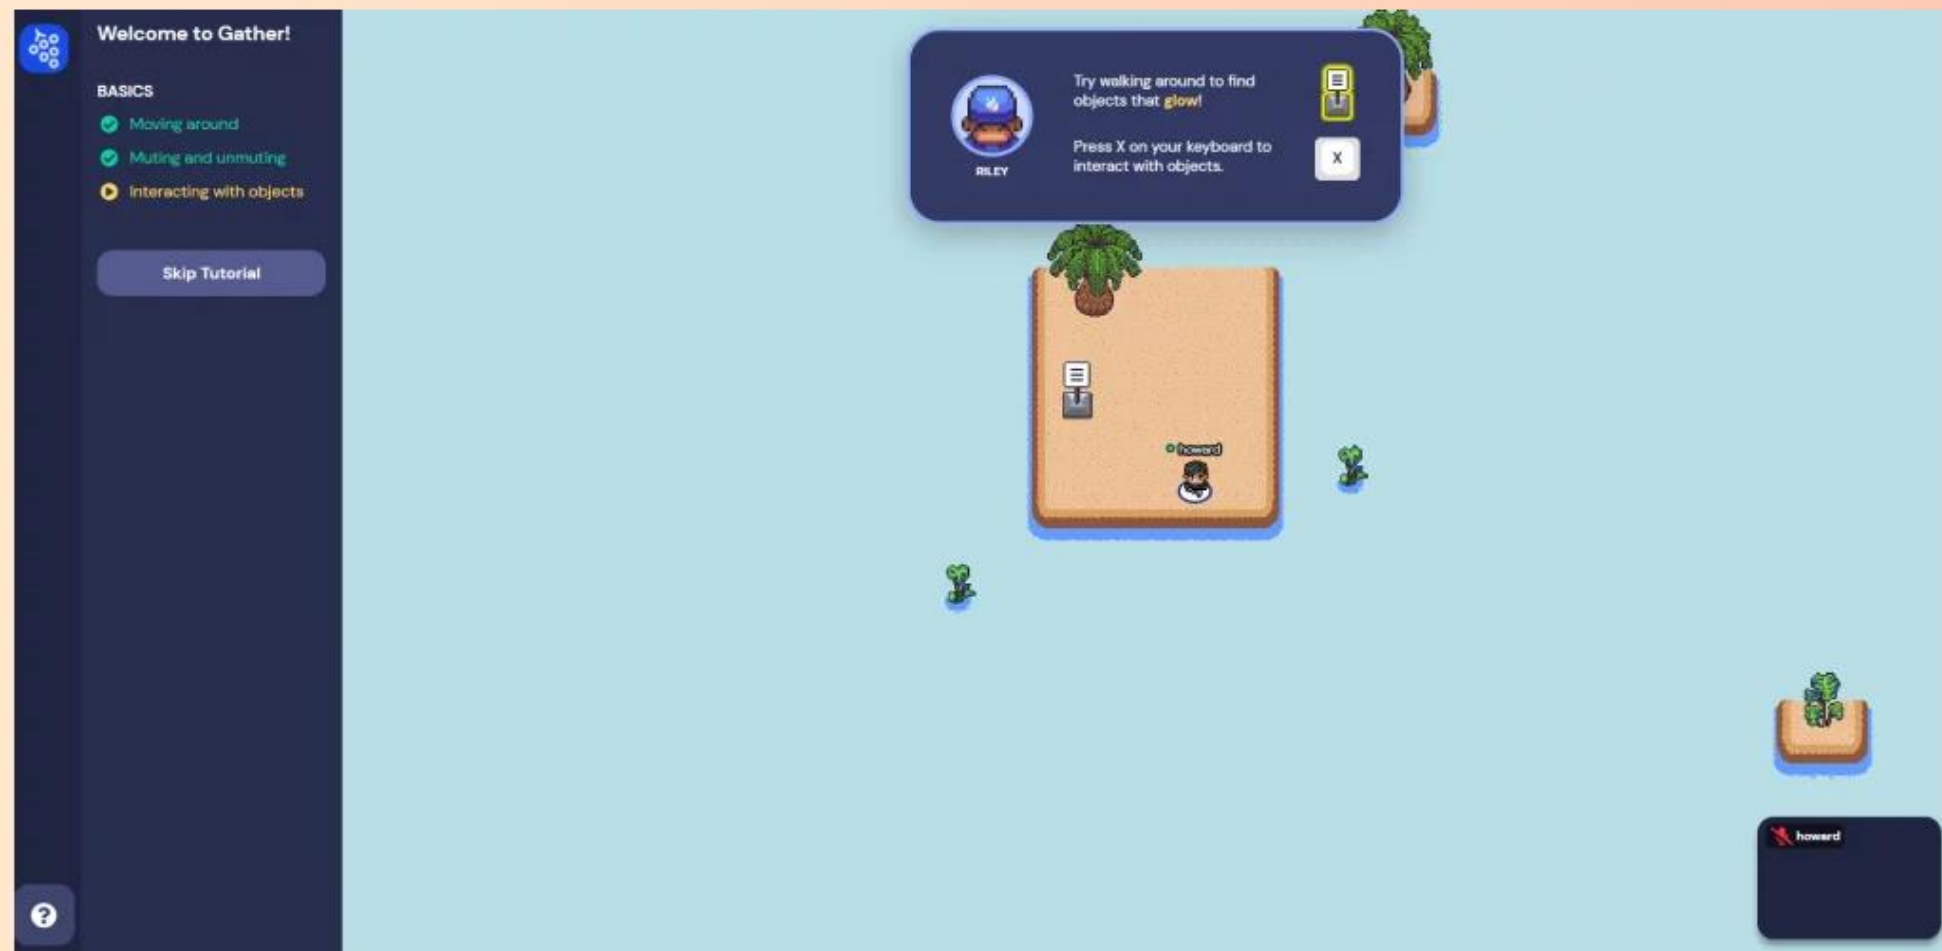 Welcome to Gather!
BASICS
Moving around
Muting and unmuting
Interacting with objects
Skip Tutorial
?
RILEY
Try walking around to find
objects that glow!
Press X on your keyboard to
interact with objects.
X
howard
howard